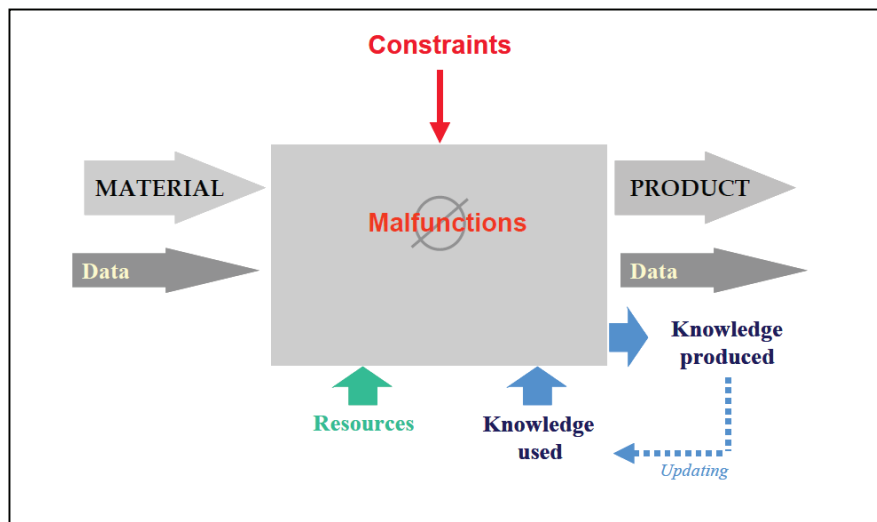 Constraints
MATERIAL
PRODUCT
Malfunctions
Data
Data
Knowledge
produced
Resources
Knowledge
used
Updating